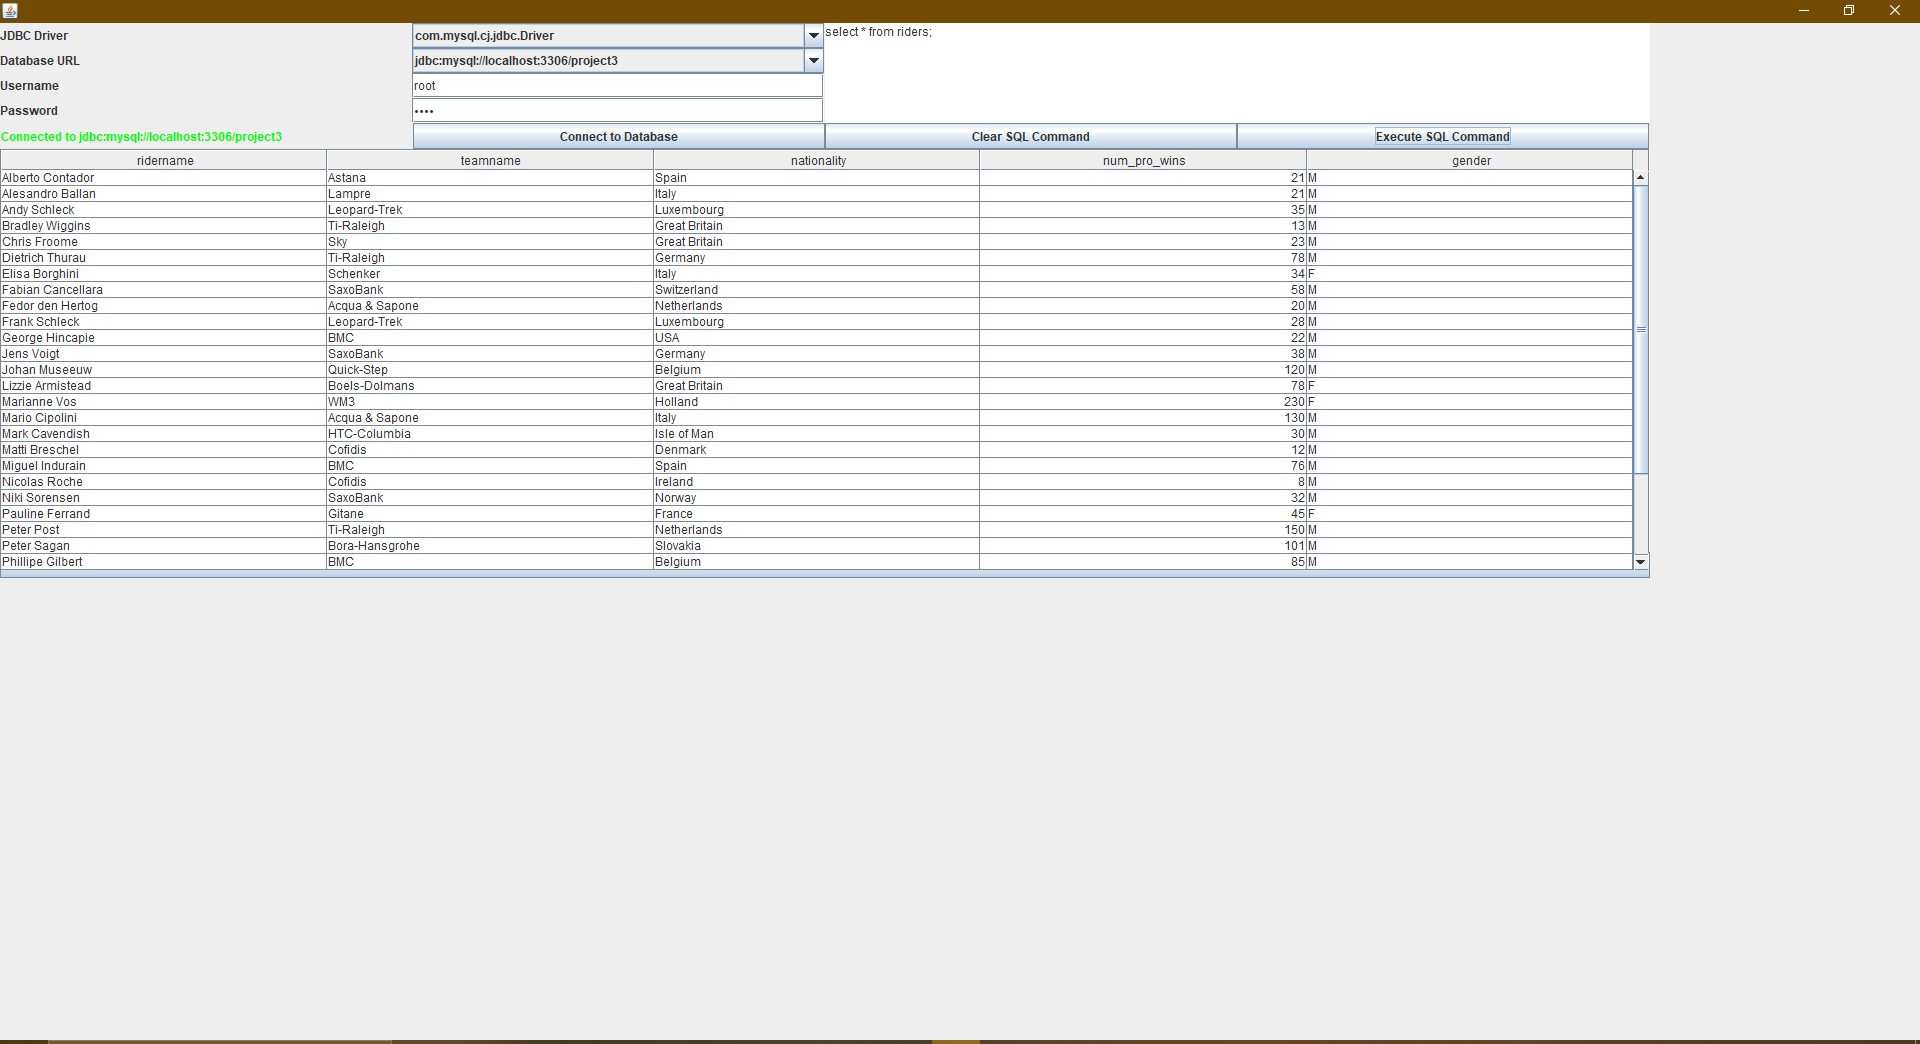 JDBC Driver com.mysql.cj.jdbc.Driver select * from riders;
Database URL jdbc:mysql://localhost:3306/project3
Username root
Password ••••
Connected to jdbc:mysql://localhost:3306/project3 Connect to Database Clear SQL Command Execute SQL Command
ridername teamname nationality num_pro_wins gender
Alberto Contador Astana Spain 21 M
Alesandro Ballan Lampre Italy 21 M
Andy Schleck Leopard-Trek Luxembourg 35 M
Bradley Wiggins Ti-Raleigh Great Britain 13 M
Chris Froome Sky Great Britain 23 M
Dietrich Thurau Ti-Raleigh Germany 78 M
Elisa Borghini Schenker Italy 34 F
Fabian Cancellara SaxoBank Switzerland 58 M
Fedor den Hertog Acqua & Sapone Netherlands 20 M
Frank Schleck Leopard-Trek Luxembourg 28 M
George Hincapie BMC USA 22 M
Jens Voigt SaxoBank Germany 38 M
Johan Museeuw Quick-Step Belgium 120 M
Lizzie Armistead Boels-Dolmans Great Britain 78 F
Marianne Vos WM3 Holland 230 F
Mario Cipolini Acqua & Sapone Italy 130 M
Mark Cavendish HTC-Columbia Isle of Man 30 M
Matti Breschel Cofidis Denmark 12 M
Miguel Indurain BMC Spain 76 M
Nicolas Roche Cofidis Ireland 8 M
Niki Sorensen SaxoBank Norway 32 M
Pauline Ferrand Gitane France 45 F
Peter Post Ti-Raleigh Netherlands 150 M
Peter Sagan Bora-Hansgrohe Slovakia 101 M
Phillipe Gilbert BMC Belgium 85 M